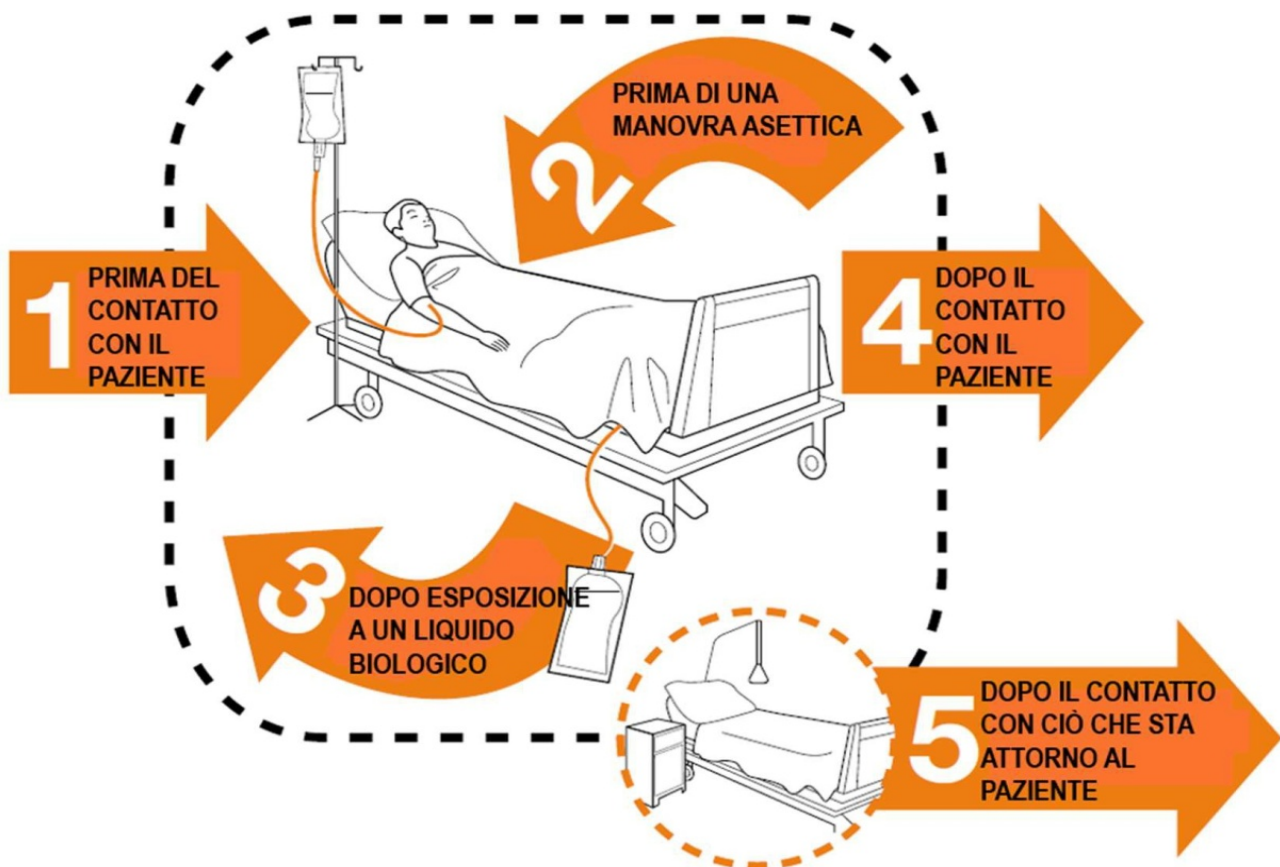 1
PRIMA DEL
CONTATTO
CON IL
PAZIENTE
2
PRIMA DI UNA
MANOVRA ASETTICA
3
DOPO ESPOSIZIONE
A UN LIQUIDO
BIOLOGICO
4
DOPO IL
CONTATTO
CON IL
PAZIENTE
5
DOPO IL CONTATTO
CON CIÒ CHE STA
ATTORNO AL
PAZIENTE